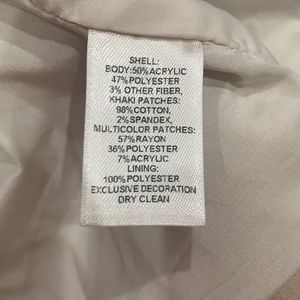 SHELL:
BODY:50%ACRYLIC
47%POLYESTER
3% OTHER FIBER,
KHAKI PATCHES:
98%COTTON,
2%SPANDEX,
MULTICOLOR PATCHES:
57%RAYON
36%POLYESTER
7%ACRYLIC
LINING:
100%POLYESTER
EXCLUSIVE DECORATION
DRY CLEAN